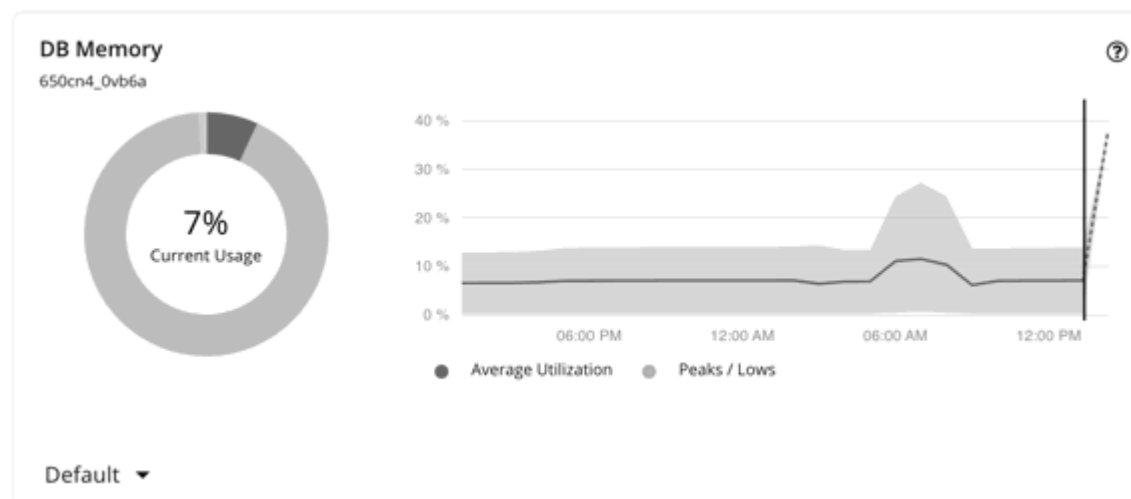 DB Memory
650cn4_0vb6a
7%
Current Usage
40 %
30 %
20 %
10 %
0 %
06:00 PM 12:00 AM 06:00 AM 12:00 PM
Average Utilization Peaks / Lows
Default